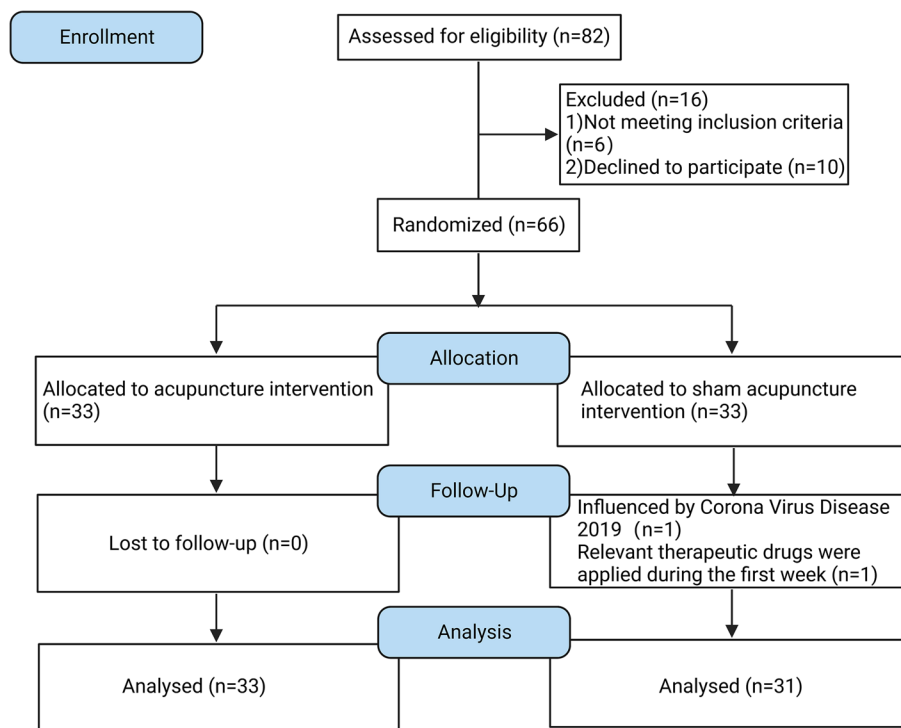 Enrollment
Assessed for eligibility (n=82)
Excluded (n=16)
1)Not meeting inclusion criteria
(n=6)
2)Declined to participate (n=10)
Randomized (n=66)
Allocation
Allocated to acupuncture intervention
(n=33)
Allocated to sham acupuncture
intervention (n=33)
Follow-Up
Lost to follow-up (n=0)
Influenced by Corona Virus Disease
2019 (n=1)
Relevant therapeutic drugs were
applied during the first week (n=1)
Analysis
Analysed (n=33)
Analysed (n=31)